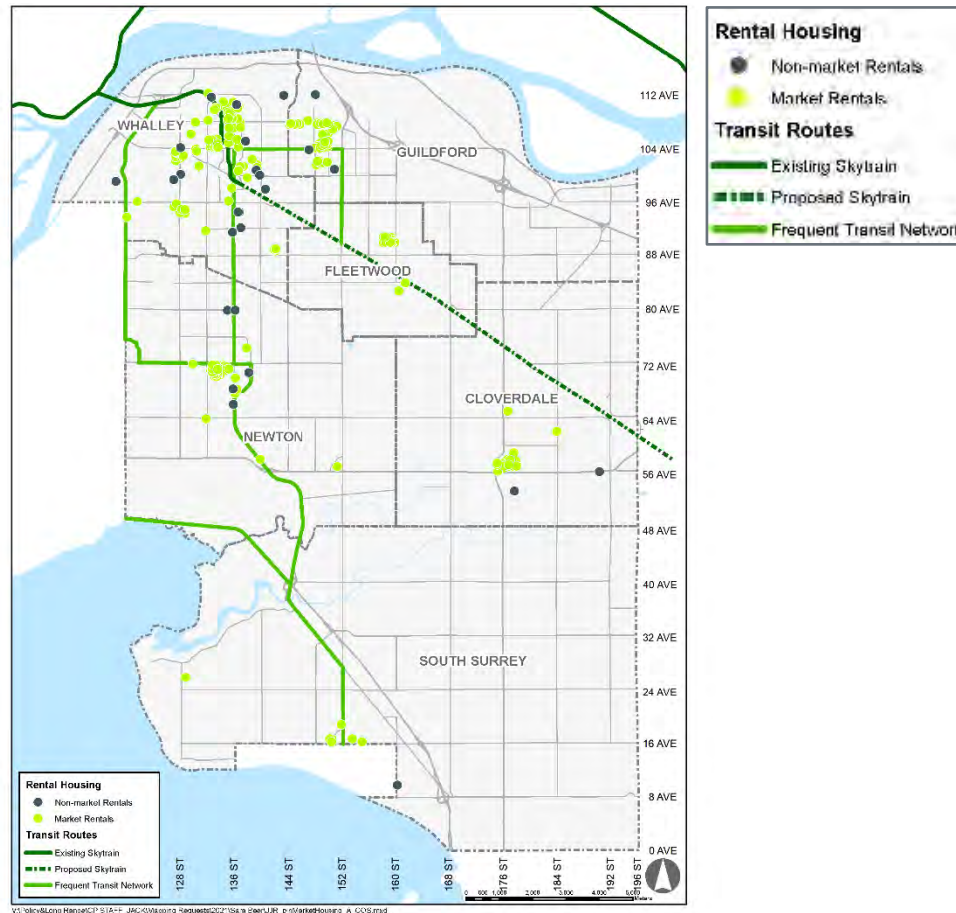 Rental Housing
Non-market Rentals
Market Rentals
Transit Routes
Existing Skytrain
Proposed Skytrain
Frequent Transit Network
112 AVE
WHALLEY
104 AVE
GUILDFORD
96 AVE
88 AVE
FLEETWOOD
80 AVE
72 AVE
CLOVERDALE
64 AVE
NEWTON
56 AVE
48 AVE
40 AVE
32 AVE
SOUTH SURREY
24 AVE
16 AVE
8 AVE
0 AVE
Rental Housing
Non-market Rentals
Market Rentals
Transit Routes
Existing Skytrain
Proposed Skytrain
Frequent Transit Network
128 ST
136 ST
144 ST
152 ST
160 ST
168 ST
176 ST
184 ST
192 ST
196 ST